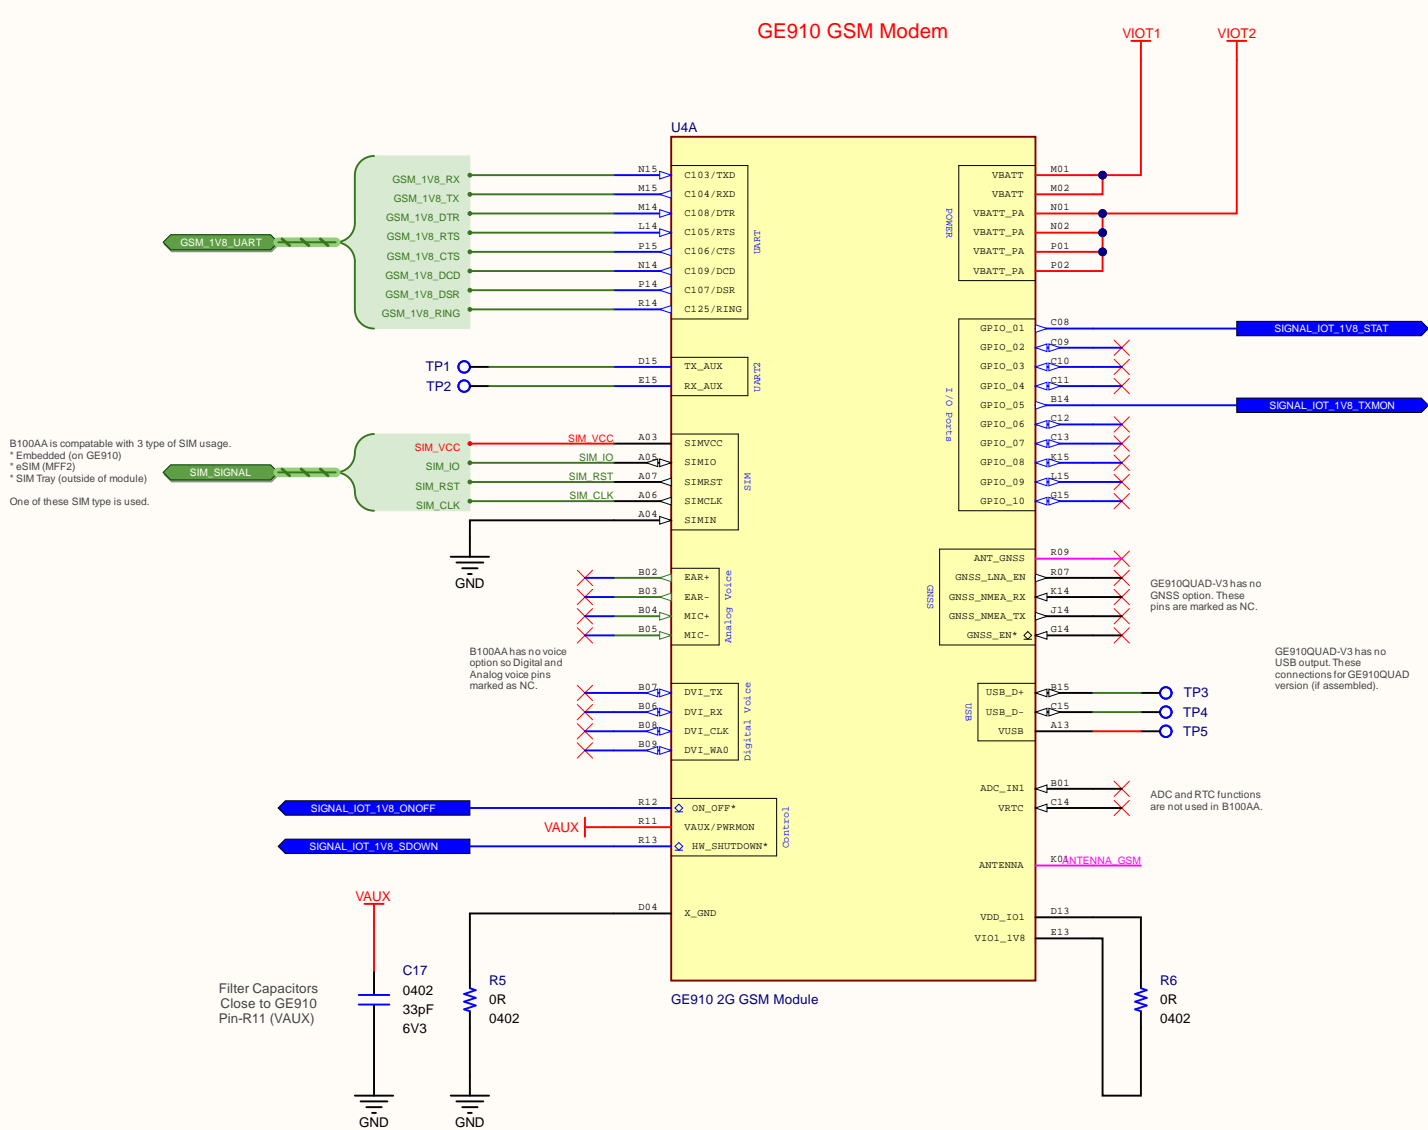 GE910 GSM Modem
VIOT1
VIOT2
U4A
GSM_1V8_UART
GSM_1V8_RX
GSM_1V8_TX
GSM_1V8_DTR
GSM_1V8_RTS
GSM_1V8_CTS
GSM_1V8_DCD
GSM_1V8_DSR
GSM_1V8_RING
N15 C103/TXD
M15 C104/RXD
M14 C108/DTR
L14 C105/RTS
P15 C106/CTS
N14 C109/DCD
P14 C107/DSR
R14 C125/RING
UART
VBATT M01
VBATT M02
VBATT_PA N01
VBATT_PA N02
VBATT_PA P01
VBATT_PA P02
POWER
TP1 D15 TX_AUX
TP2 E15 RX_AUX
UART2
GPIO_01 C08 SIGNAL_IOT_1V8_STAT
GPIO_02 C09
GPIO_03 C10
GPIO_04 C11
GPIO_05 B14 SIGNAL_IOT_1V8_TXMON
GPIO_06 C12
GPIO_07 C13
GPIO_08 K15
GPIO_09 L15
GPIO_10 G15
I/O Ports
B100AA is compatable with 3 type of SIM usage.
* Embedded (on GE910)
* eSIM (MFF2)
* SIM Tray (outside of module)
One of these SIM type is used.
SIM_SIGNAL
SIM_VCC SIM_VCC A03 SIMVCC
SIM_IO SIM_IO A05 SIMIO
SIM_RST SIM_RST A07 SIMRST
SIM_CLK SIM_CLK A06 SIMCLK
A04 SIMIN
SIM
GND
B02 EAR+
B03 EAR-
B04 MIC+
B05 MIC-
Analog Voice
B100AA has no voice
option so Digital and
Analog voice pins
marked as NC.
ANT_GNSS R09
GNSS_LNA_EN R07
GNSS_NMEA_RX K14
GNSS_NMEA_TX J14
GNSS_EN* G14
GNSS
GE910QUAD-V3 has no
GNSS option. These
pins are marked as NC.
B07 DVI_TX
B06 DVI_RX
B08 DVI_CLK
B09 DVI_WA0
Digital Voice
GE910QUAD-V3 has no
USB output. These
connections for GE910QUAD
version (if assembled).
USB_D+ B15 TP3
USB_D- C15 TP4
VUSB A13 TP5
USB
ADC_IN1 B01
VRTC C14
ADC and RTC functions
are not used in B100AA.
SIGNAL_IOT_1V8_ONOFF R12 ON_OFF*
VAUX R11 VAUX/PWRMON
SIGNAL_IOT_1V8_SDOWN R13 HW_SHUTDOWN*
Control
ANTENNA K01 ANTENNA_GSM
D04 X_GND
VDD_IO1 D13
VIO1_1V8 E13
VAUX
Filter Capacitors
Close to GE910
Pin-R11 (VAUX)
C17
0402
33pF
6V3
GND
R5
0R
0402
GND
GE910 2G GSM Module
R6
0R
0402